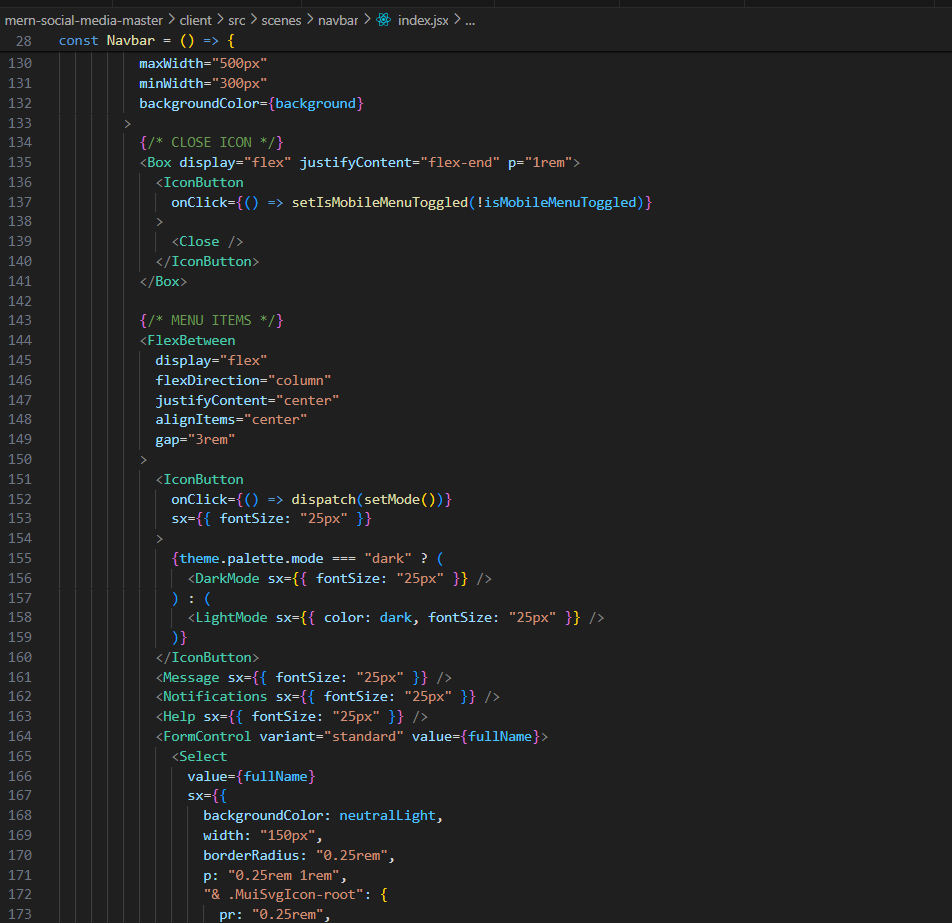 mern-social-media-master > client > src > scenes > navbar > index.jsx > ...
28 const Navbar = () => {
130 maxWidth="500px"
131 minWidth="300px"
132 backgroundColor={background}
133 >
134 {/* CLOSE ICON */}
135 <Box display="flex" justifyContent="flex-end" p="1rem">
136 <IconButton
137 onClick={() => setIsMobileMenuToggled(!isMobileMenuToggled)}
138 >
139 <Close />
140 </IconButton>
141 </Box>
142
143 {/* MENU ITEMS */}
144 <FlexBetween
145 display="flex"
146 flexDirection="column"
147 justifyContent="center"
148 alignItems="center"
149 gap="3rem"
150 >
151 <IconButton
152 onClick={() => dispatch(setMode())}
153 sx={{ fontSize: "25px" }}
154 >
155 {theme.palette.mode === "dark" ? (
156 <DarkMode sx={{ fontSize: "25px" }} />
157 ) : (
158 <LightMode sx={{ color: dark, fontSize: "25px" }} />
159 )}
160 </IconButton>
161 <Message sx={{ fontSize: "25px" }} />
162 <Notifications sx={{ fontSize: "25px" }} />
163 <Help sx={{ fontSize: "25px" }} />
164 <FormControl variant="standard" value={fullName}>
165 <Select
166 value={fullName}
167 sx={{
168 backgroundColor: neutralLight,
169 width: "150px",
170 borderRadius: "0.25rem",
171 p: "0.25rem 1rem",
172 "& .MuiSvgIcon-root": {
173 pr: "0.25rem",